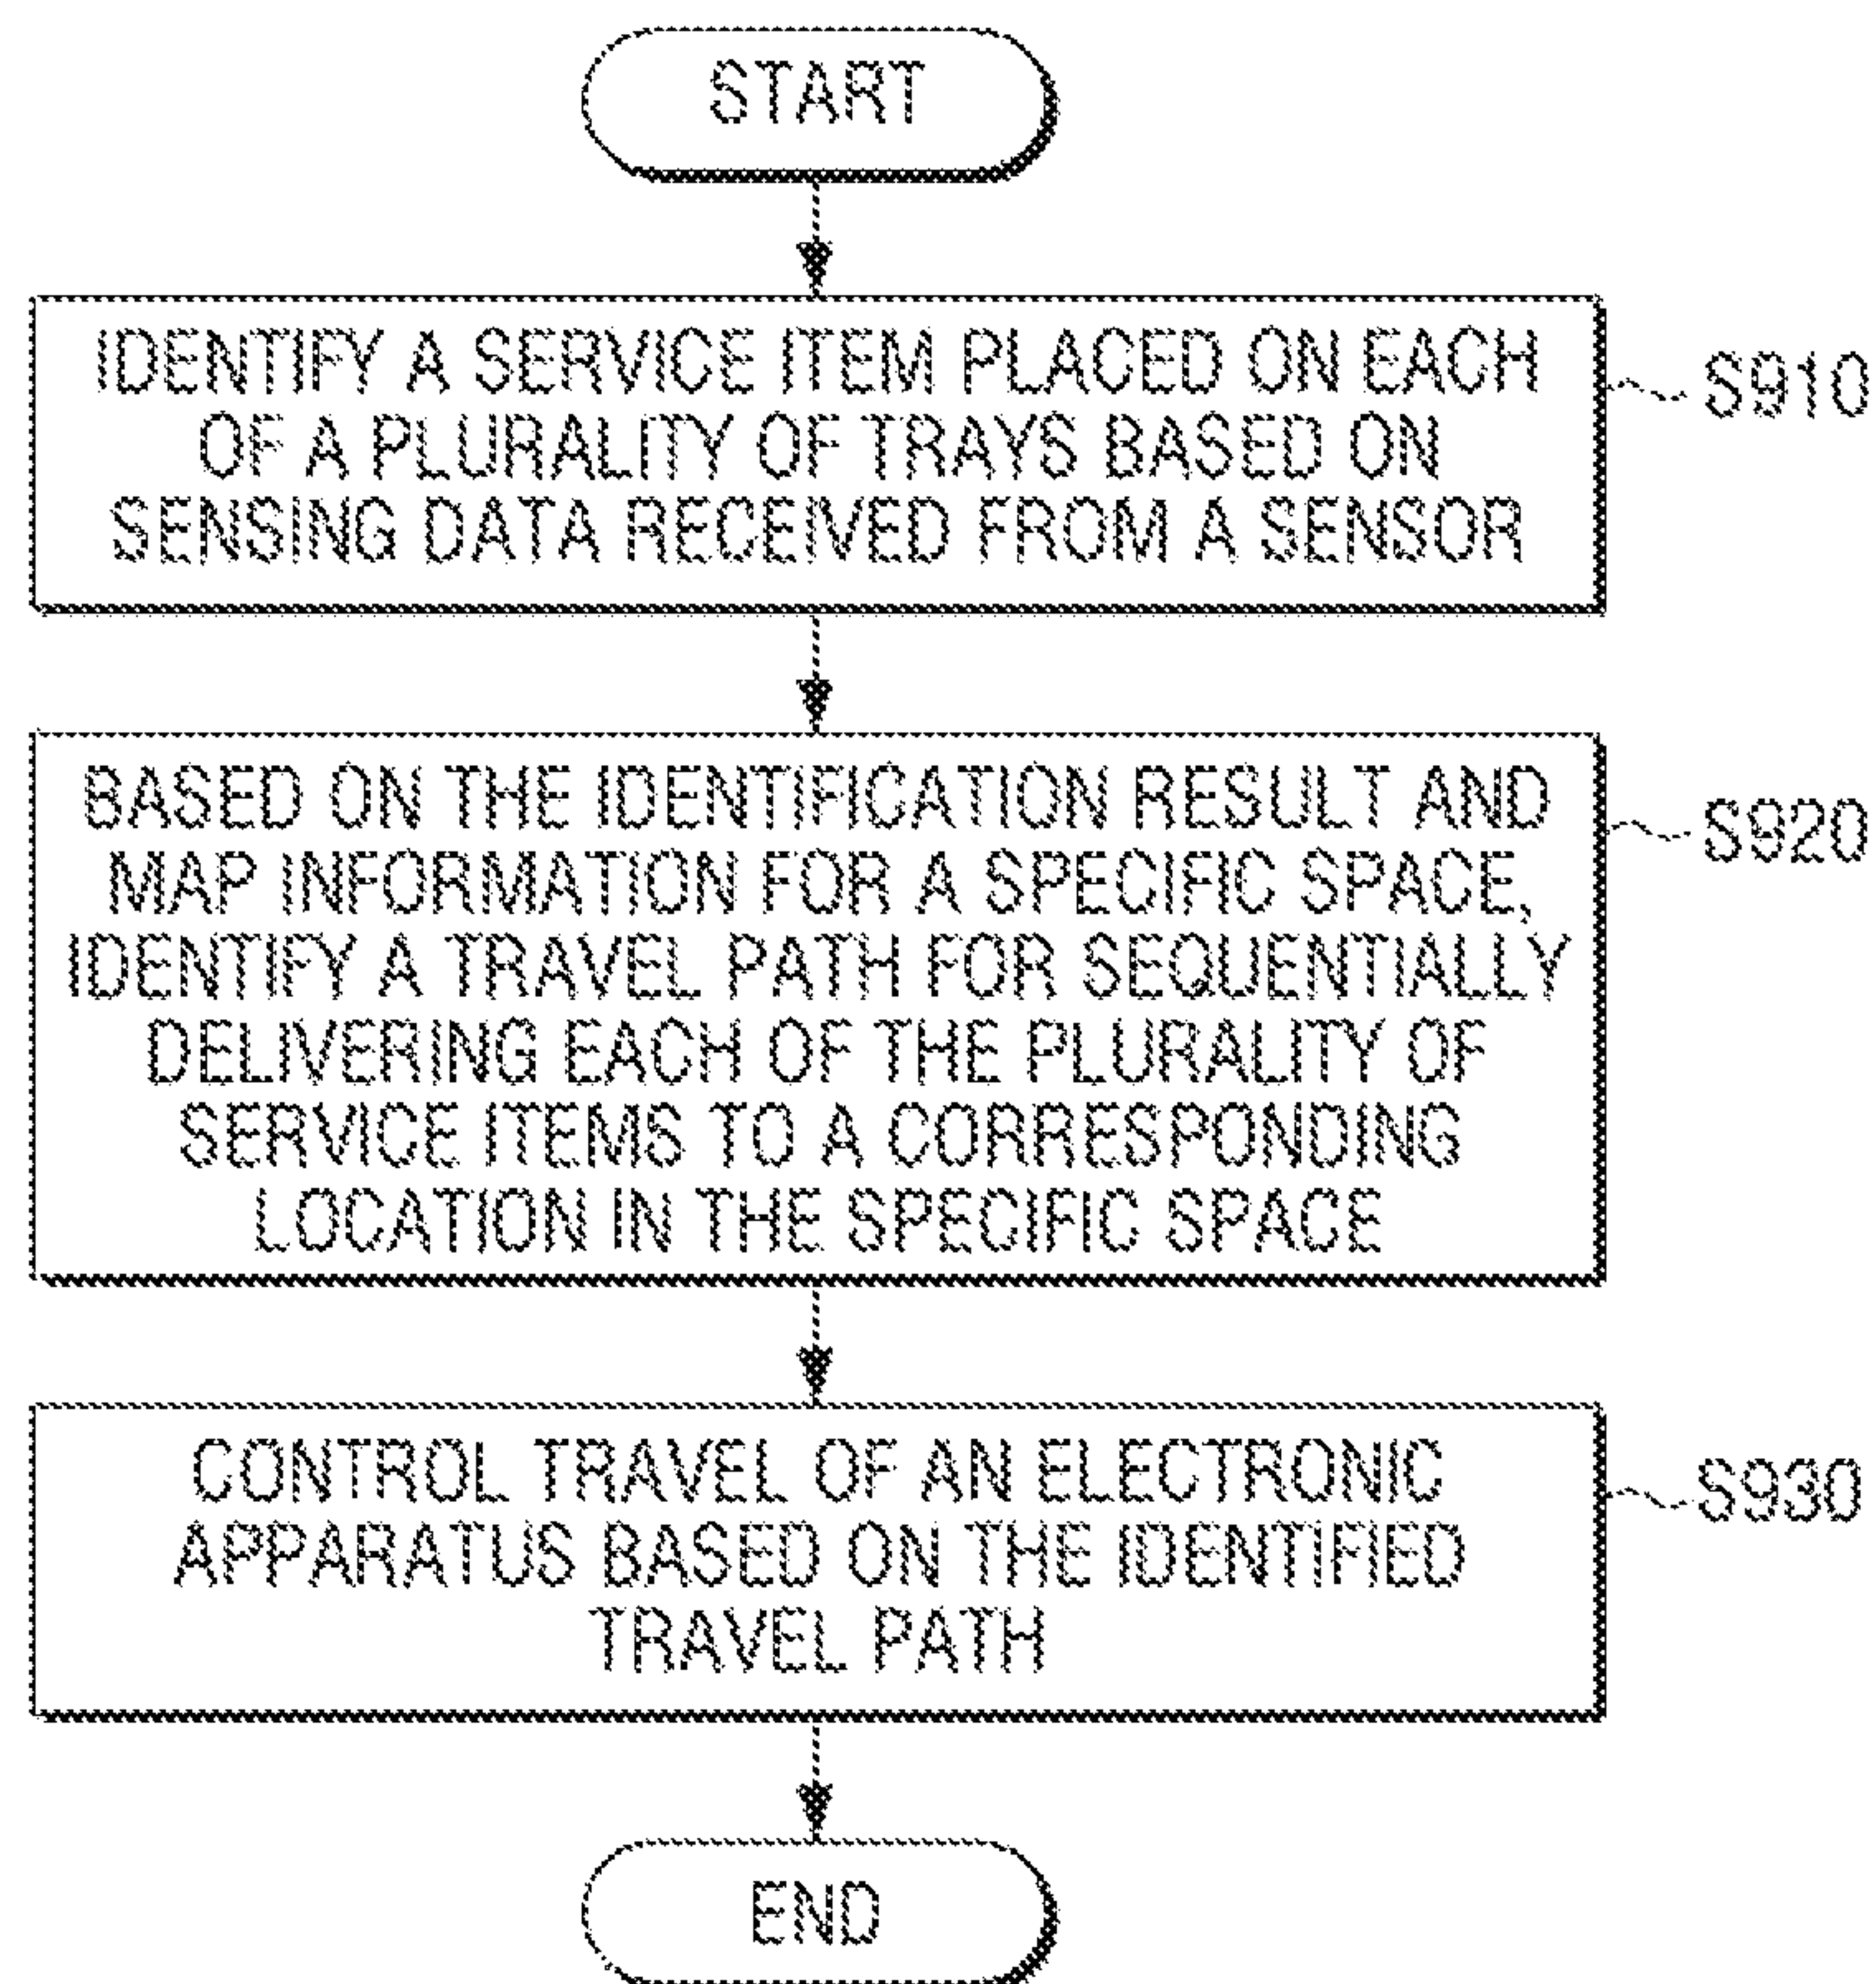 START
IDENTIFY A SERVICE ITEM PLACED ON EACH
OF A PLURALITY OF TRAYS BASED ON
SENSING DATA RECEIVED FROM A SENSOR
S910
BASED ON THE IDENTIFICATION RESULT AND
MAP INFORMATION FOR A SPECIFIC SPACE,
IDENTIFY A TRAVEL PATH FOR SEQUENTIALLY
DELIVERING EACH OF THE PLURALITY OF
SERVICE ITEMS TO A CORRESPONDING
LOCATION IN THE SPECIFIC SPACE
S920
CONTROL TRAVEL OF AN ELECTRONIC
APPARATUS BASED ON THE IDENTIFIED
TRAVEL PATH
S930
END